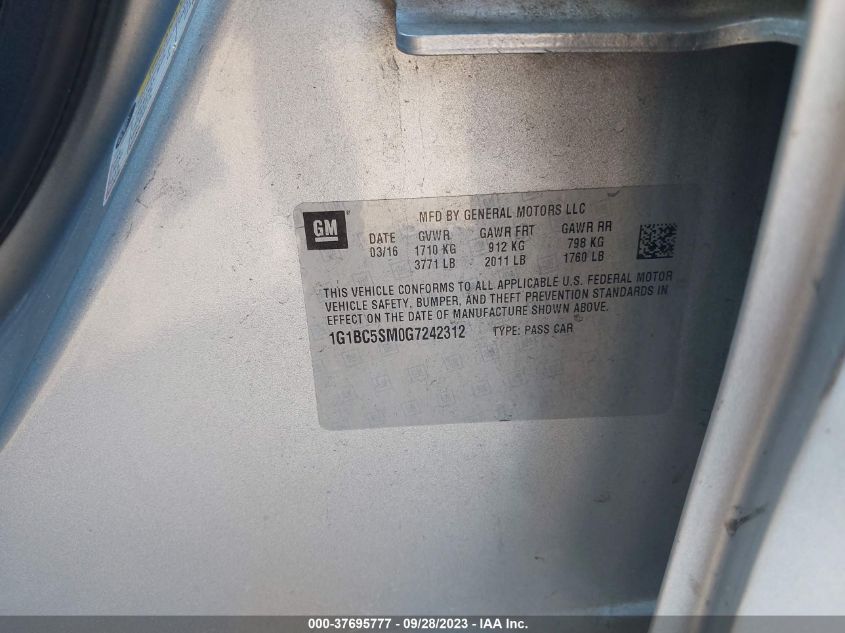 GM
MFD BY GENERAL MOTORS LLC
DATE GVWR GAWR FRT GAWR RR
03/16 1710 KG 912 KG 798 KG
3771 LB 2011 LB 1760 LB
THIS VEHICLE CONFORMS TO ALL APPLICABLE U.S. FEDERAL MOTOR
VEHICLE SAFETY, BUMPER, AND THEFT PREVENTION STANDARDS IN
EFFECT ON THE DATE OF MANUFACTURE SHOWN ABOVE.
1G1BC5SM0G7242312 TYPE: PASS CAR
000-37695777 - 09/28/2023 - IAA Inc.